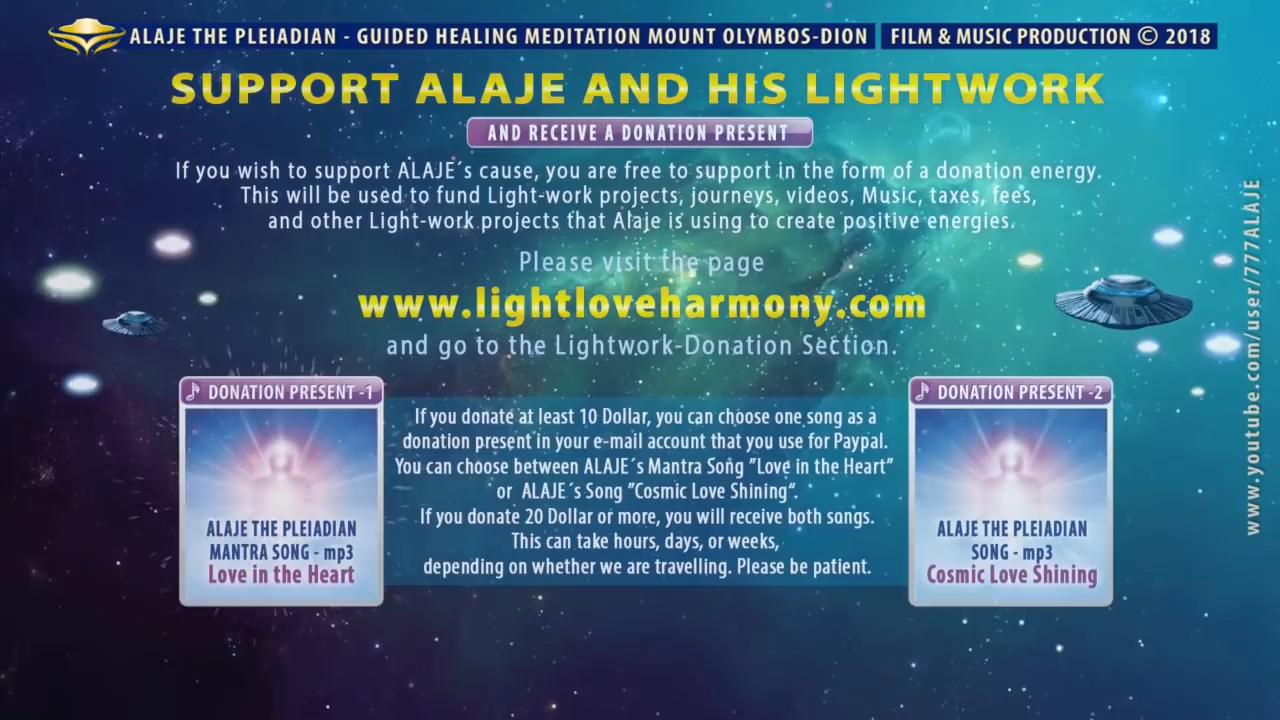 ALAJE THE PLEIADIAN - GUIDED HEALING MEDITATION MOUNT OLYMBOS-DION
FILM & MUSIC PRODUCTION © 2018
SUPPORT ALAJE AND HIS LIGHTWORK
AND RECEIVE A DONATION PRESENT
If you wish to support ALAJE´s cause, you are free to support in the form of a donation energy.
This will be used to fund Light-work projects, journeys, videos, Music, taxes, fees,
and other Light-work projects that Alaje is using to create positive energies.
Please visit the page
www.lightloveharmony.com
and go to the Lightwork-Donation Section.
DONATION PRESENT -1
ALAJE THE PLEIADIAN
MANTRA SONG - mp3
Love in the Heart
If you donate at least 10 Dollar, you can choose one song as a
donation present in your e-mail account that you use for Paypal.
You can choose between ALAJE´s Mantra Song ”Love in the Heart”
or ALAJE´s Song ”Cosmic Love Shining“.
If you donate 20 Dollar or more, you will receive both songs.
This can take hours, days, or weeks,
depending on whether we are travelling. Please be patient.
DONATION PRESENT -2
ALAJE THE PLEIADIAN
SONG - mp3
Cosmic Love Shining
www.youtube.com/user/777ALAJE